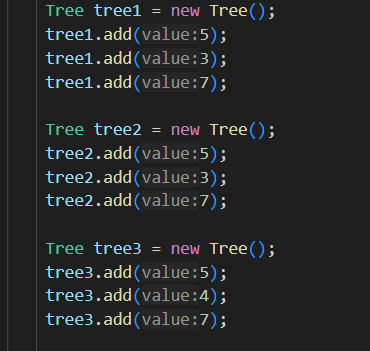 Tree tree1 = new Tree();
tree1.add(value:5);
tree1.add(value:3);
tree1.add(value:7);
Tree tree2 = new Tree();
tree2.add(value:5);
tree2.add(value:3);
tree2.add(value:7);
Tree tree3 = new Tree();
tree3.add(value:5);
tree3.add(value:4);
tree3.add(value:7);